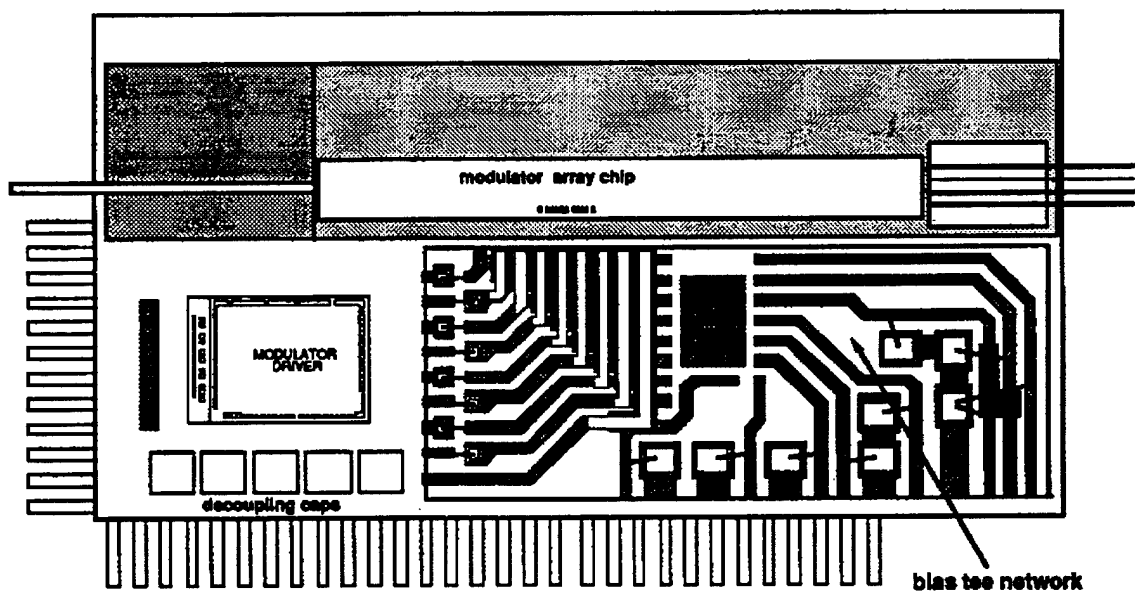 modulator array chip
MODULATOR
DRIVER
decoupling caps
bias tee network